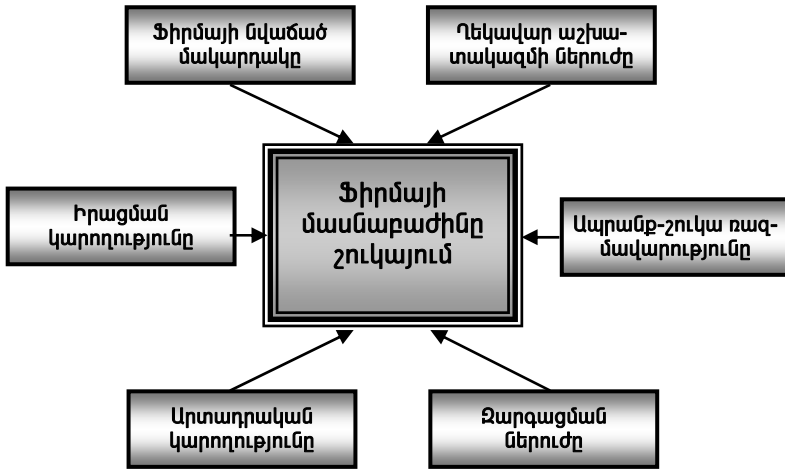 Ֆիրմայի նվաճած
մակարդակը
Ղեկավար աշխա-
տակազմի ներուժը
Իրացման
կարողությունը
Ֆիրմայի
մասնաբաժինը
շուկայում
Ապրանք-շուկա ռազ-
մավարությունը
Արտադրական
կարողությունը
Զարգացման
ներուժը